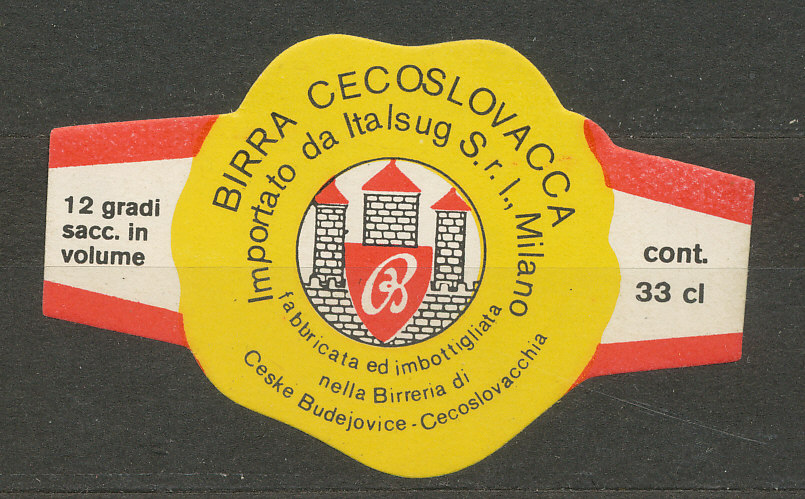 BIRRA CECOSLOVACCA
Importato da Italsug S.r.l., Milano
12 gradi
sacc. in
volume
B
cont.
33 cl
fabbricata ed imbottigliata
nella Birreria di
Ceske Budejovice - Cecoslovacchia